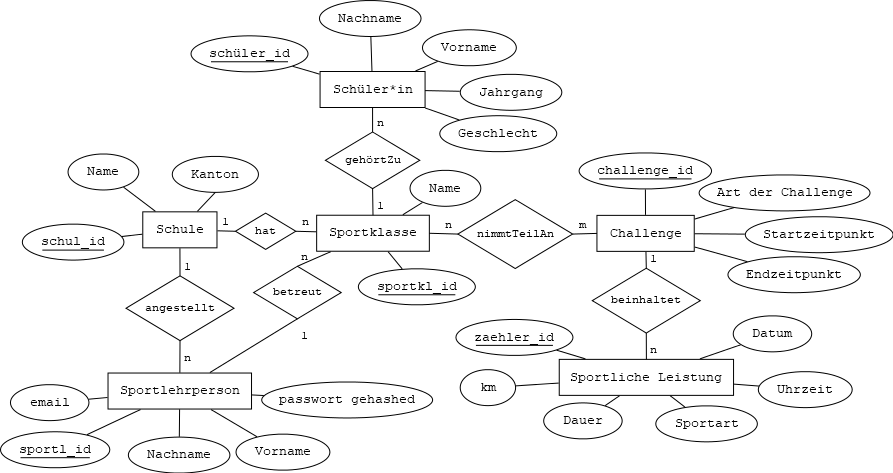 Nachname
schüler_id
Vorname
Schüler*in
Jahrgang
n
Geschlecht
gehörtZu
Name
Kanton
challenge_id
Name
Art der Challenge
1
schul_id
Schule
1
hat
n
Sportklasse
n
nimmtTeilAn
m
Challenge
Startzeitpunkt
n
1
1
Endzeitpunkt
betreut
sportkl_id
angestellt
beinhaltet
zaehler_id
1
Datum
n
n
Sportlehrperson
Sportliche Leistung
km
Uhrzeit
email
passwort gehashed
Dauer
Sportart
sportl_id
Nachname
Vorname